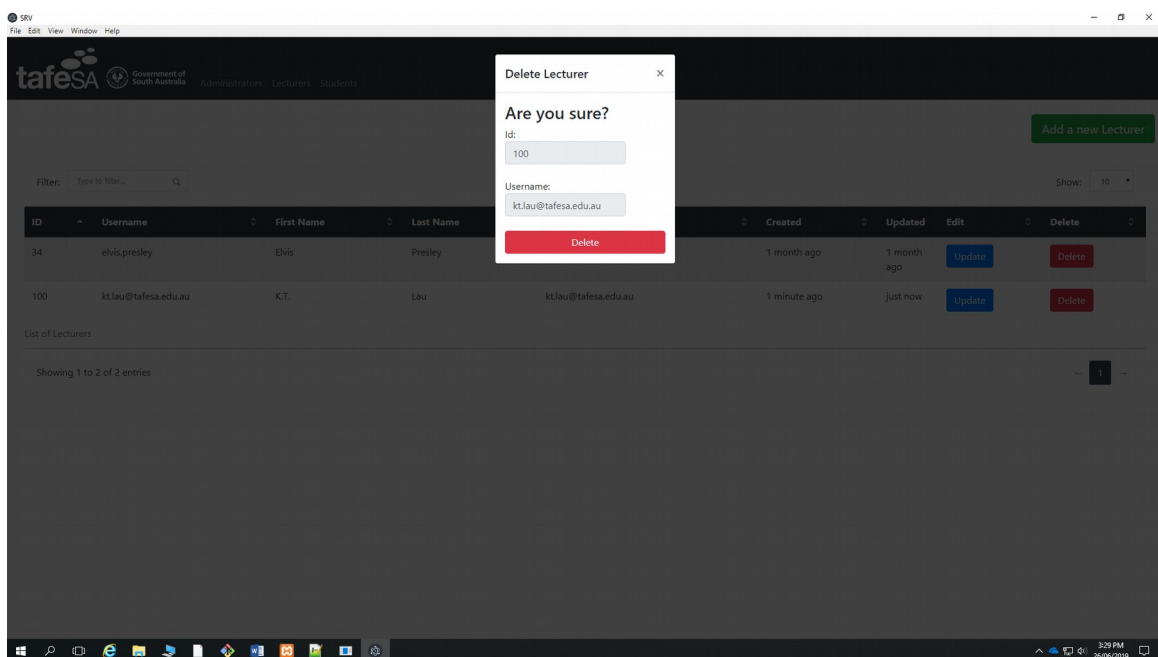 SRV
File Edit View Window Help
tafeSA Government of South Australia Administrators Lecturers Students
Delete Lecturer ×
Are you sure?
Id:
100
Username:
kt.lau@tafesa.edu.au
Delete
Add a new Lecturer
Filter: Type to filter... Show: 10
ID Username First Name Last Name Created Updated Edit Delete
34 elvis.presley Elvis Presley 1 month ago 1 month ago Update Delete
100 kt.lau@tafesa.edu.au K.T. Lau kt.lau@tafesa.edu.au 1 minute ago just now Update Delete
List of Lecturers
Showing 1 to 2 of 2 entries 1
3:29 PM
26/06/2019